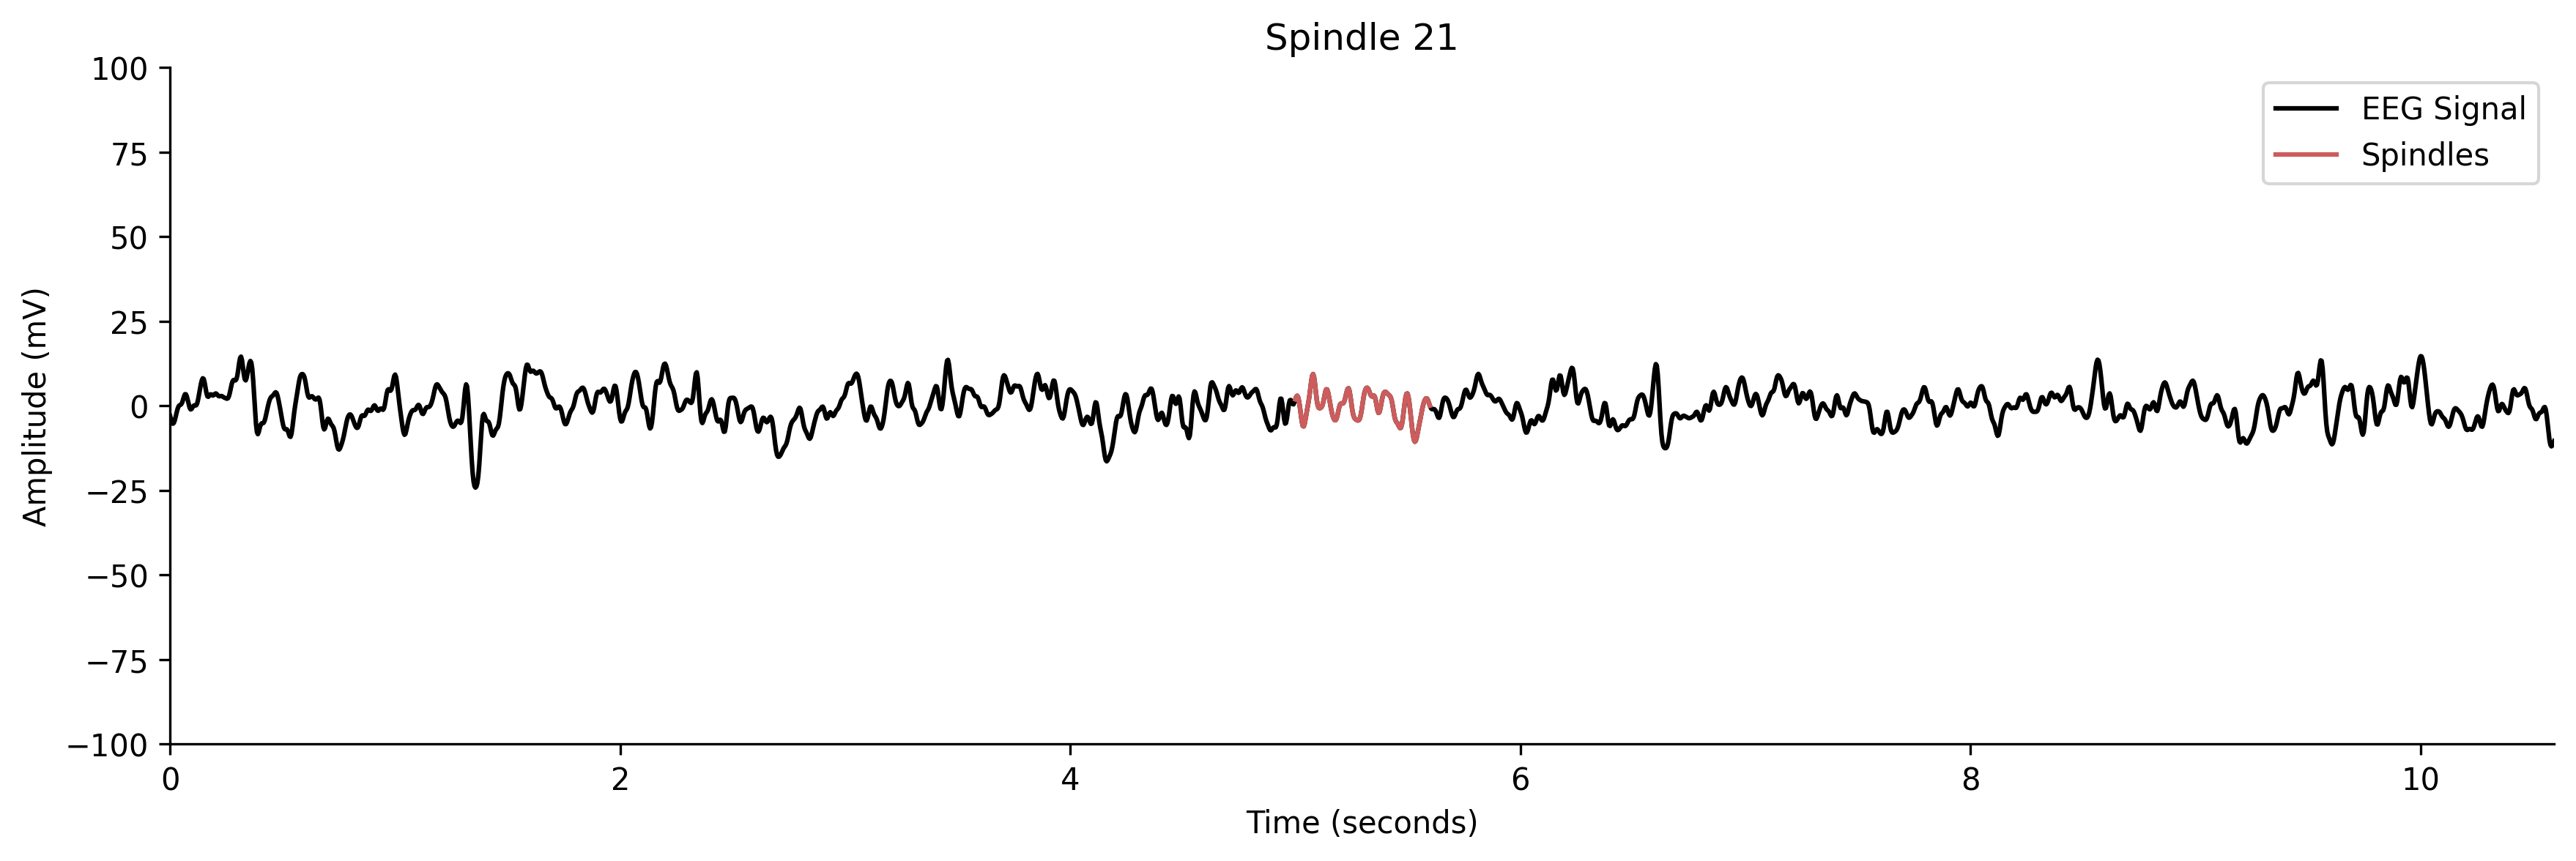 Spindle 21
EEG Signal
Spindles
Amplitude (mV)
100
75
50
25
0
−25
−50
−75
−100
0 2 4 6 8 10
Time (seconds)